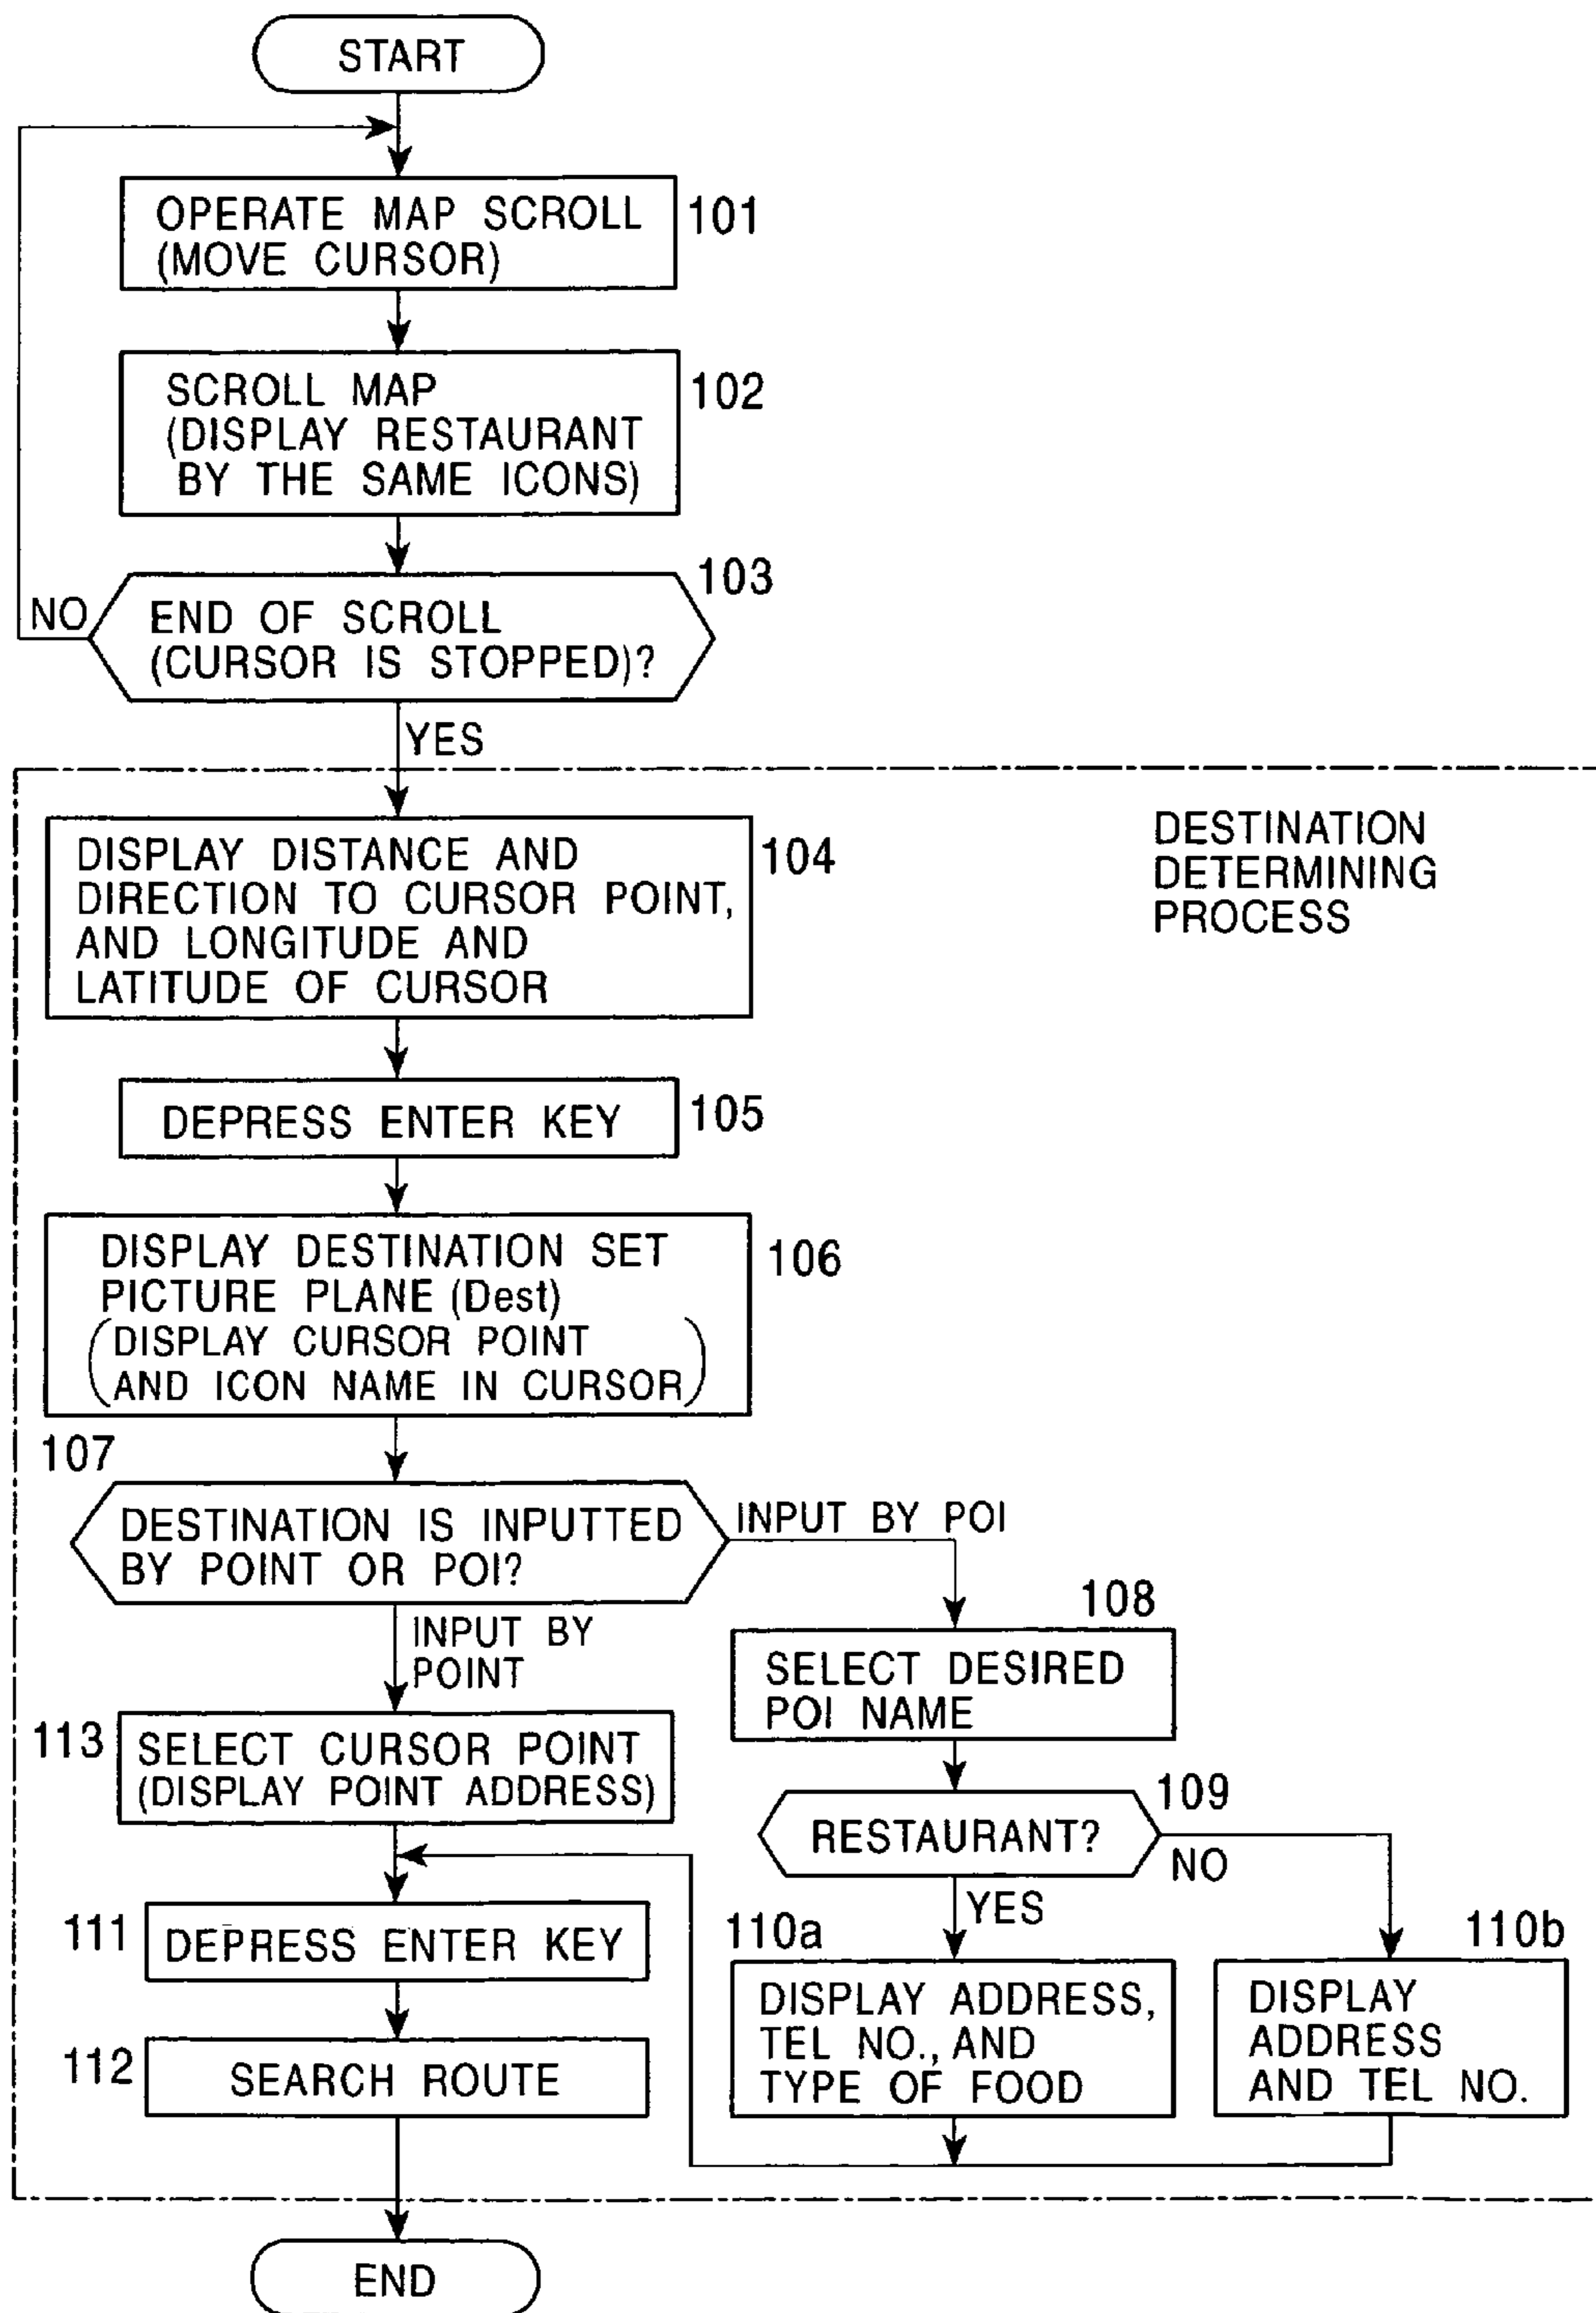 START
OPERATE MAP SCROLL
(MOVE CURSOR)
101
SCROLL MAP
(DISPLAY RESTAURANT
BY THE SAME ICONS)
102
103
END OF SCROLL
(CURSOR IS STOPPED)?
NO
YES
DESTINATION
DETERMINING
PROCESS
DISPLAY DISTANCE AND
DIRECTION TO CURSOR POINT,
AND LONGITUDE AND
LATITUDE OF CURSOR
104
DEPRESS ENTER KEY
105
DISPLAY DESTINATION SET
PICTURE PLANE (Dest)
(DISPLAY CURSOR POINT
AND ICON NAME IN CURSOR)
106
107
DESTINATION IS INPUTTED
BY POINT OR POI?
INPUT BY POI
INPUT BY
POINT
108
SELECT DESIRED
POI NAME
113
SELECT CURSOR POINT
(DISPLAY POINT ADDRESS)
109
RESTAURANT?
NO
YES
111
DEPRESS ENTER KEY
110a
DISPLAY ADDRESS,
TEL NO., AND
TYPE OF FOOD
110b
DISPLAY
ADDRESS
AND TEL NO.
112
SEARCH ROUTE
END